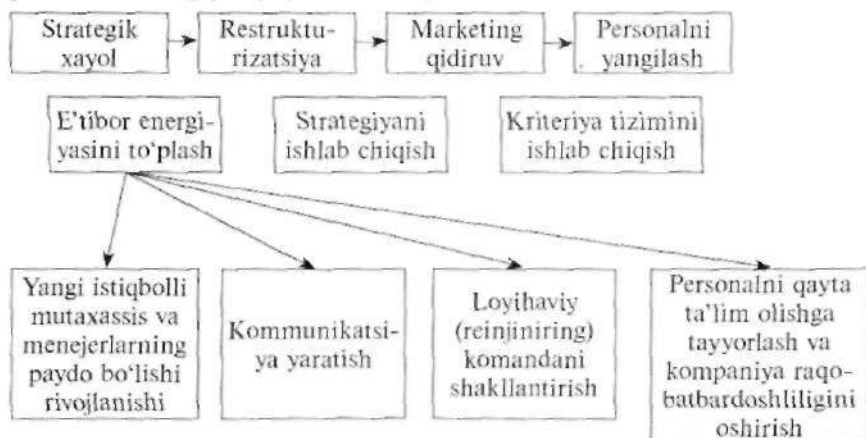 Strategik
xayol
Restruktu-
rizatsiya
Marketing
qidiruv
Personalni
yangilash
E'tibor energi-
yasini to‘plash
Strategiyani
ishlab chiqish
Kriteriya tizimini
ishlab chiqish
Yangi istiqbolli
mutaxassis va
menejerlarning
paydo bo‘lishi
rivojlanishi
Kommunikatsi-
ya yaratish
Loyihaviy
(reinjiniring)
komandani
shakllantirish
Personalni qayta
ta’lim olishga
tayyorlash va
kompaniya raqo-
batbardoshliligini
oshirish